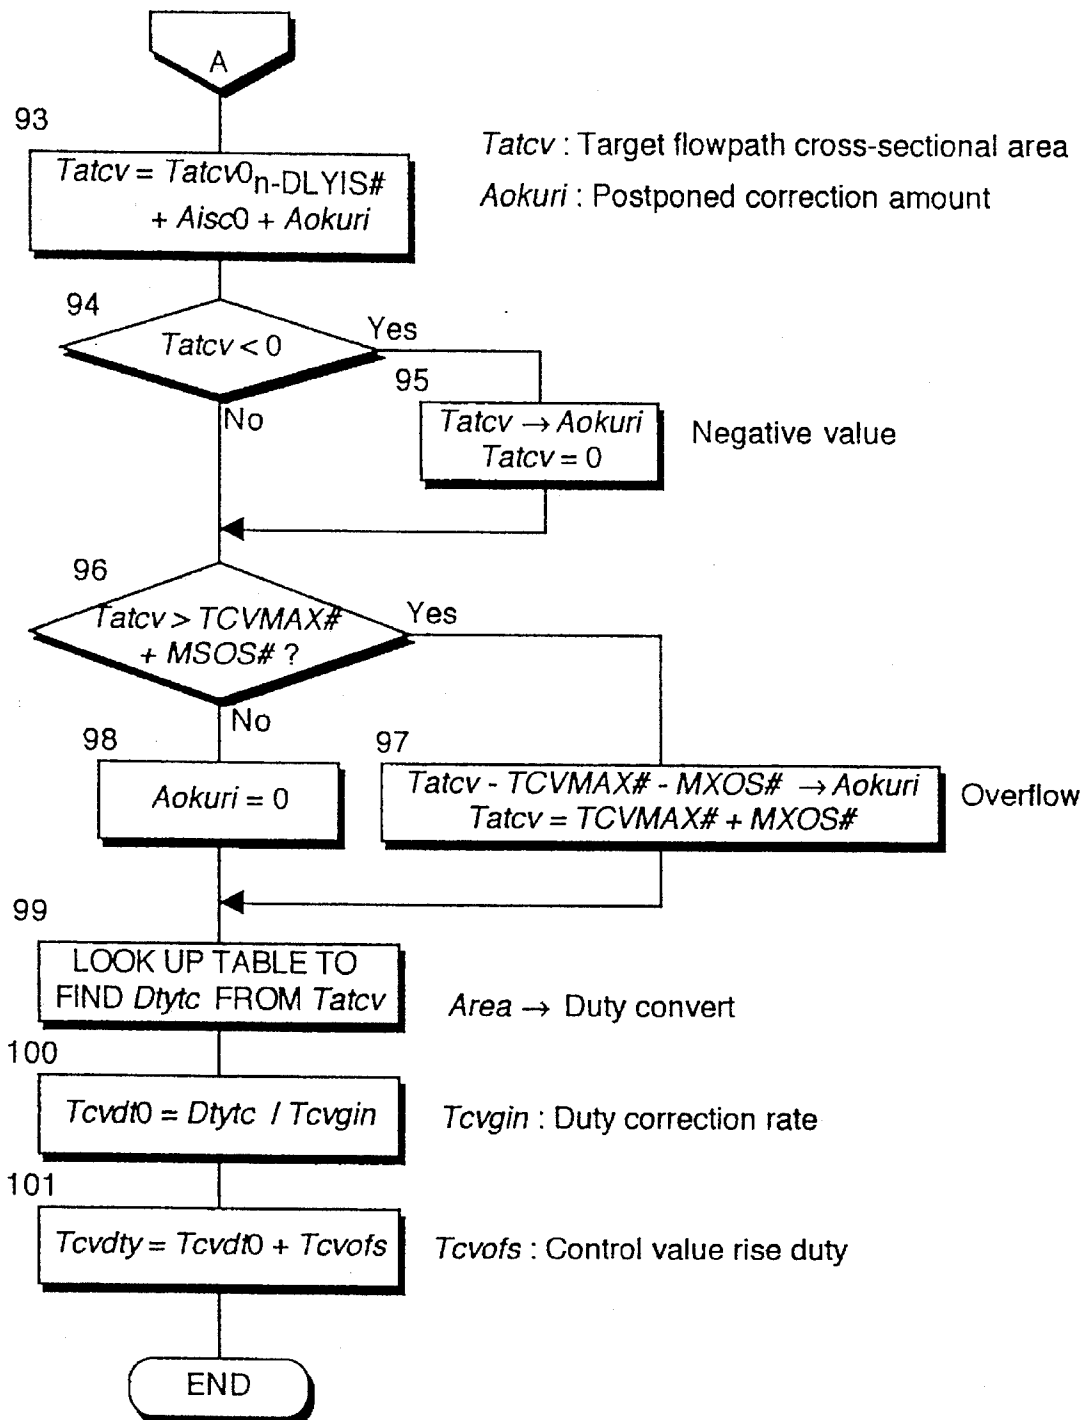 A
93
Tatcv = Tatcv0n-DLYIS#
+ Aisc0 + Aokuri
Tatcv : Target flowpath cross-sectional area
Aokuri : Postponed correction amount
94
Tatcv < 0
Yes
No
95
Tatcv → Aokuri
Tatcv = 0
Negative value
96
Tatcv > TCVMAX#
+ MSOS# ?
Yes
No
98
Aokuri = 0
97
Tatcv - TCVMAX# - MXOS# → Aokuri
Tatcv = TCVMAX# + MXOS#
Overflow
99
LOOK UP TABLE TO
FIND Dtytc FROM Tatcv
Area → Duty convert
100
Tcvdt0 = Dtytc / Tcvgin
Tcvgin : Duty correction rate
101
Tcvdty = Tcvdt0 + Tcvofs
Tcvofs : Control value rise duty
END